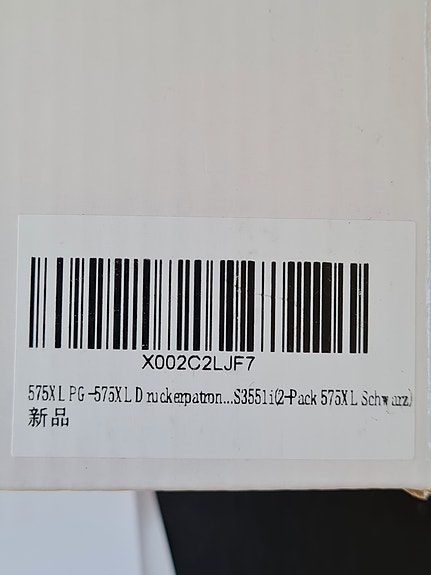 X002C2LJF7
575XL PG-575XL Druckerpatron...S3551i(2-Pack 575XL Schwarz)
新品